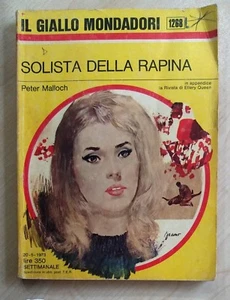 IL GIALLO MONDADORI 1268
SOLISTA DELLA RAPINA
Peter Malloch
in appendice
la Rivista di Ellery Queen
1973
lire 350
SETTIMANALE